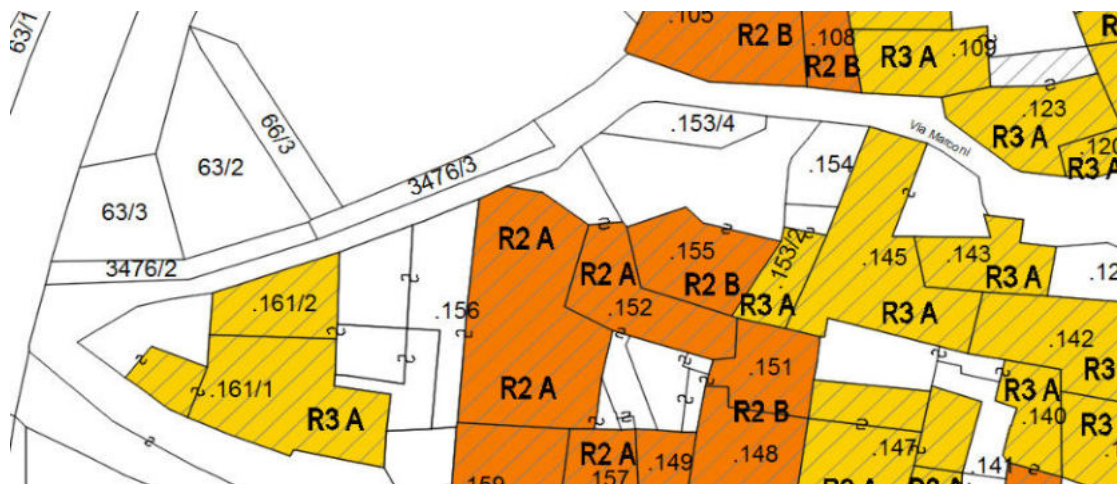 63/1
.105
R2 B
.108
R2 B
R3 A
.109
.123
R3 A
.120
R3 A
Via Marconi
66/3
63/2
.153/4
.154
3476/3
63/3
3476/2
R2 A
R2 A
.155
R2 B
.153/2
R3 A
.145
.143
R3 A
R3 A
.161/2
.156
.152
.142
.161/1
R3 A
R2 A
.151
R2 B
R3 A
.140
R2 A
.157
.149
.148
.147
.141
.159